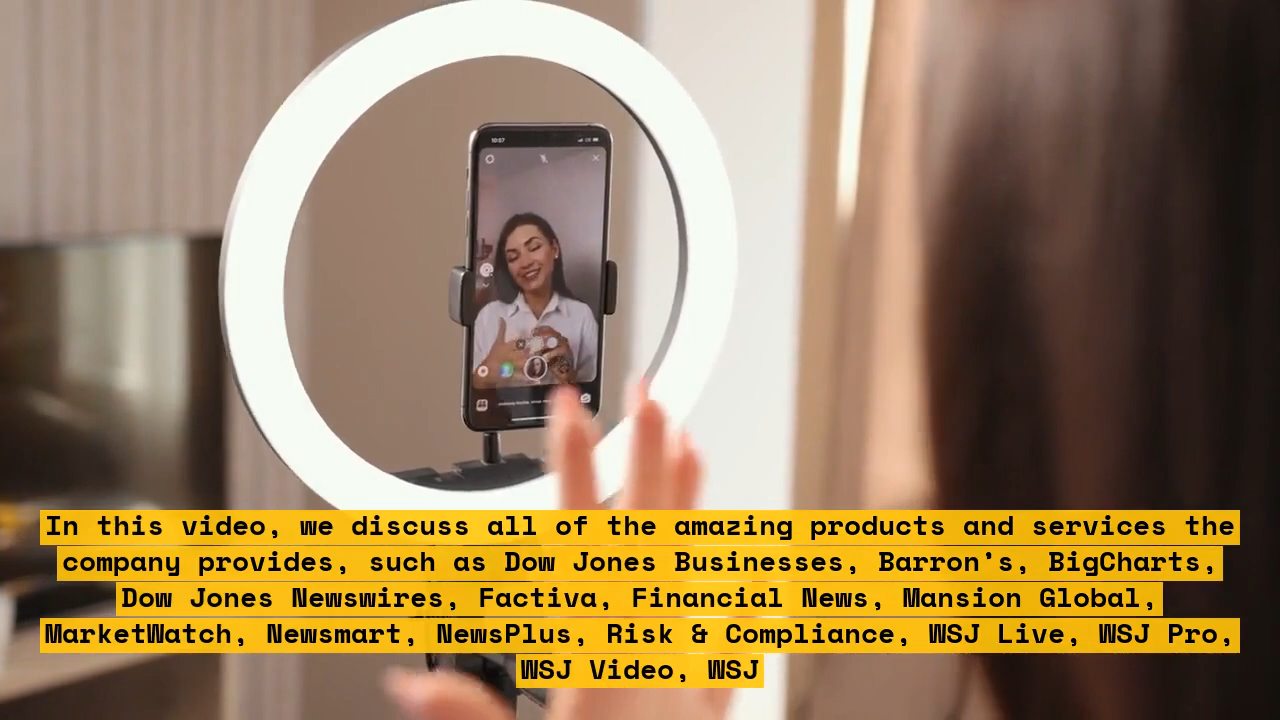 10:07
In this video, we discuss all of the amazing products and services the
company provides, such as Dow Jones Businesses, Barron's, BigCharts,
Dow Jones Newswires, Factiva, Financial News, Mansion Global,
MarketWatch, Newsmart, NewsPlus, Risk & Compliance, WSJ Live, WSJ Pro,
WSJ Video, WSJ